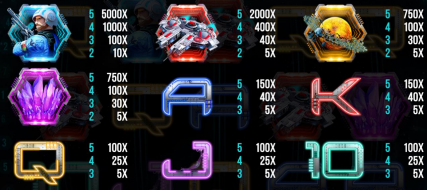 5 5000X 5 2000X 5 750X
4 1000X 4 400X 4 100X
3 100X 3 40X 3 30X
2 10X 2 5X 2 5X
5 750X
4 100X A 5 150X K 5 150X
3 30X 4 40X 4 40X
2 5X 3 5X 3 5X
Q 5 100X J 5 100X 10 5 100X
4 25X 4 25X 4 25X
3 5X 3 5X 3 5X